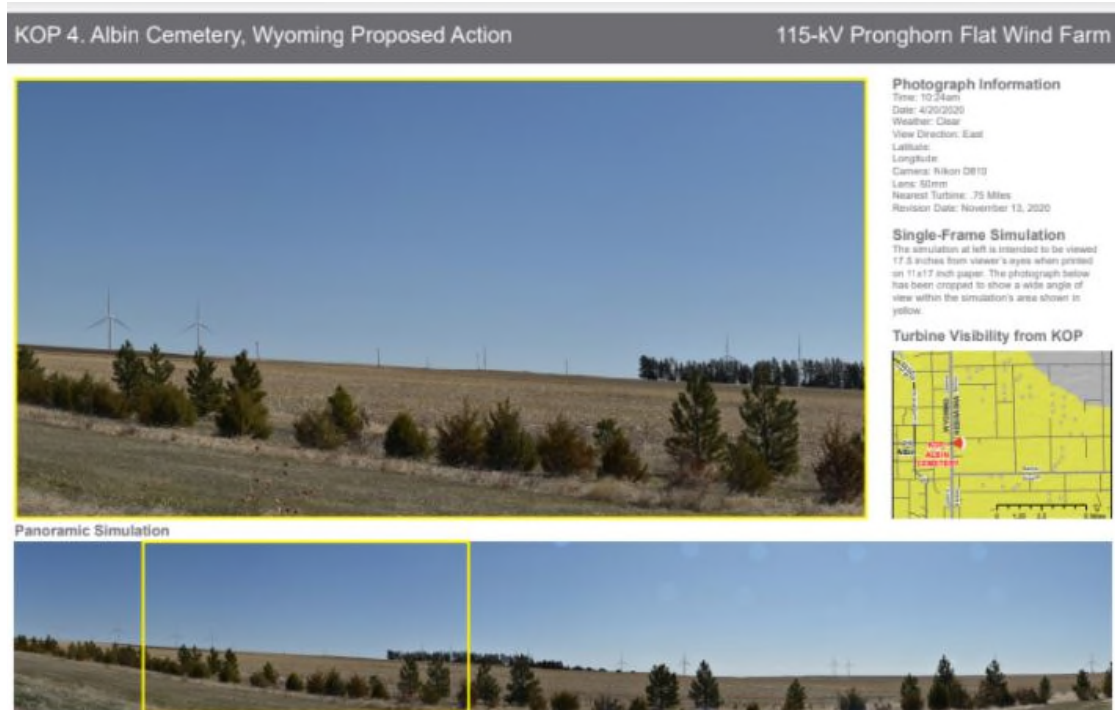 KOP 4. Albin Cemetery, Wyoming Proposed Action
115-kV Pronghorn Flat Wind Farm
Photograph Information
Time: 10:24am
Date: 4/20/2020
Weather: Clear
View Direction: East
Latitude:
Longitude:
Camera: Nikon D810
Lens: 50mm
Nearest Turbine: .75 Miles
Revision Date: November 13, 2020
Single-Frame Simulation
The simulation at left is intended to be viewed
17.5 inches from viewer's eyes when printed
on 11x17 inch paper. The photograph below
has been cropped to show a wide angle of
view within the simulation's area shown in
yellow.
Turbine Visibility from KOP
ALBIN
CEMETERY
Panoramic Simulation